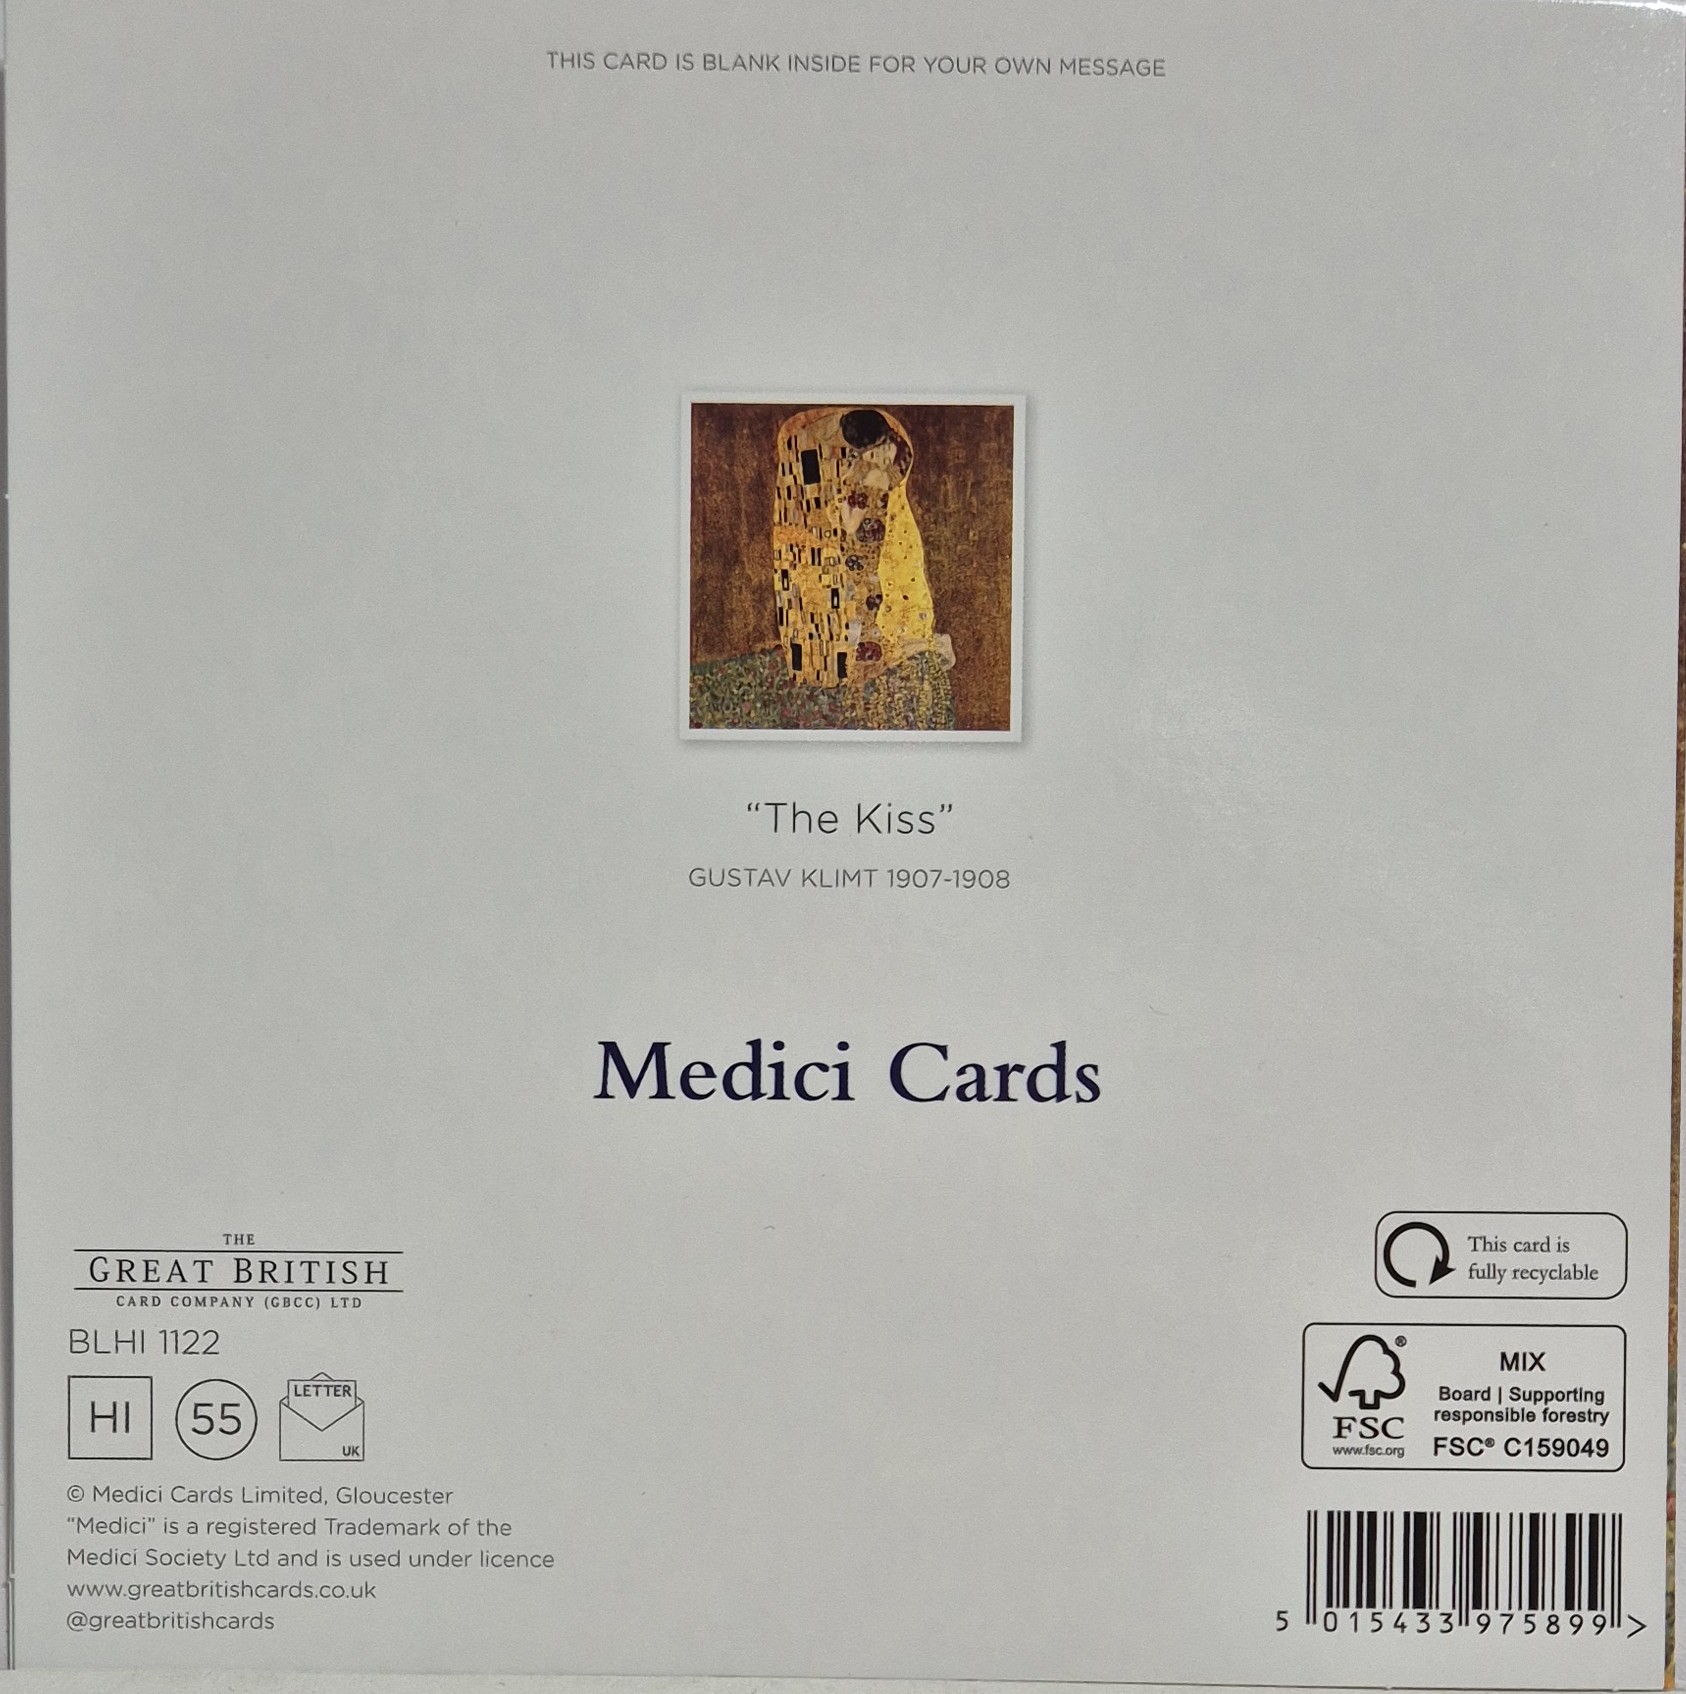 THIS CARD IS BLANK INSIDE FOR YOUR OWN MESSAGE
“The Kiss”
GUSTAV KLIMT 1907-1908
Medici Cards
THE
GREAT BRITISH
CARD COMPANY (GBCC) LTD
BLHI 1122
HI
55
LETTER
UK
© Medici Cards Limited, Gloucester
“Medici” is a registered Trademark of the
Medici Society Ltd and is used under licence
www.greatbritishcards.co.uk
@greatbritishcards
This card is
fully recyclable
®
FSC
www.fsc.org
MIX
Board | Supporting
responsible forestry
FSC® C159049
5 015433 975899 >